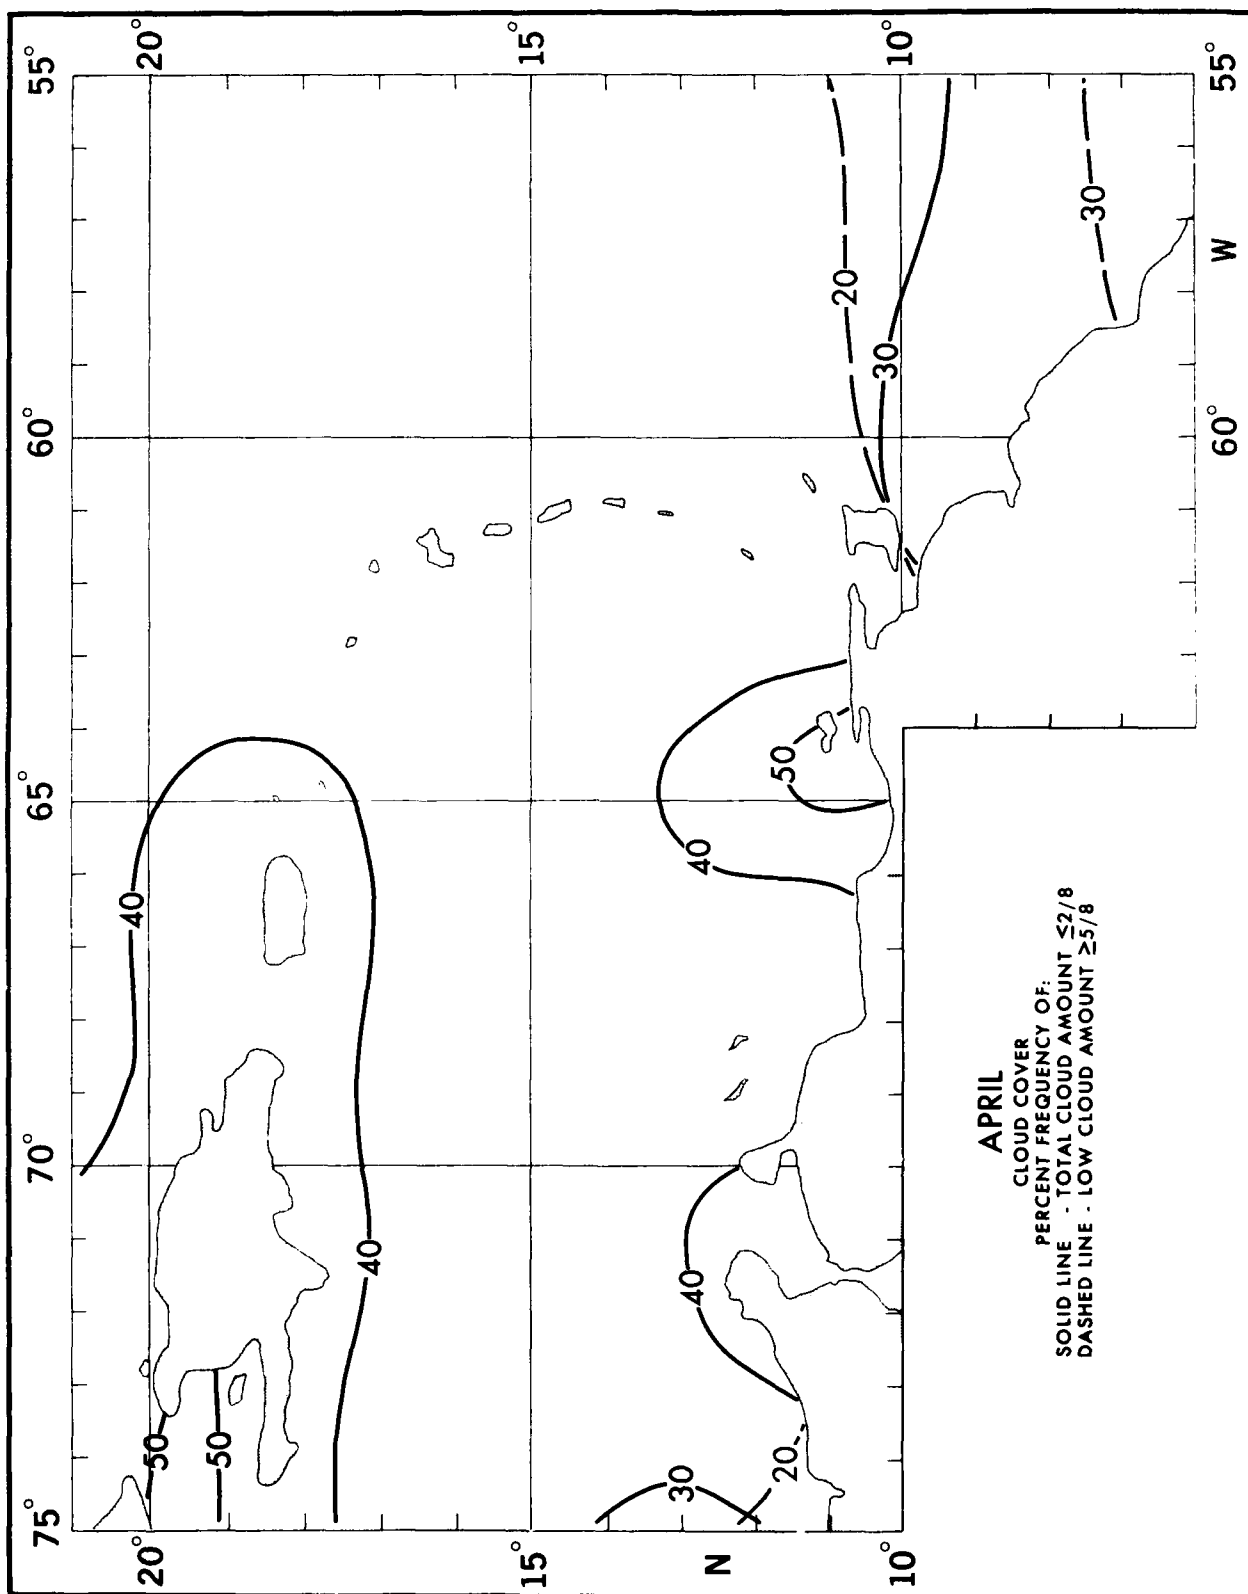 75° 70° 65° 60° 55°
20° 20°
50
50
40
40
15° 15°
40
40
50
30
20
N
20
30
30
10° 10°
APRIL
CLOUD COVER
PERCENT FREQUENCY OF:
SOLID LINE - TOTAL CLOUD AMOUNT ≤2/8
DASHED LINE - LOW CLOUD AMOUNT ≥5/8
60° W 55°